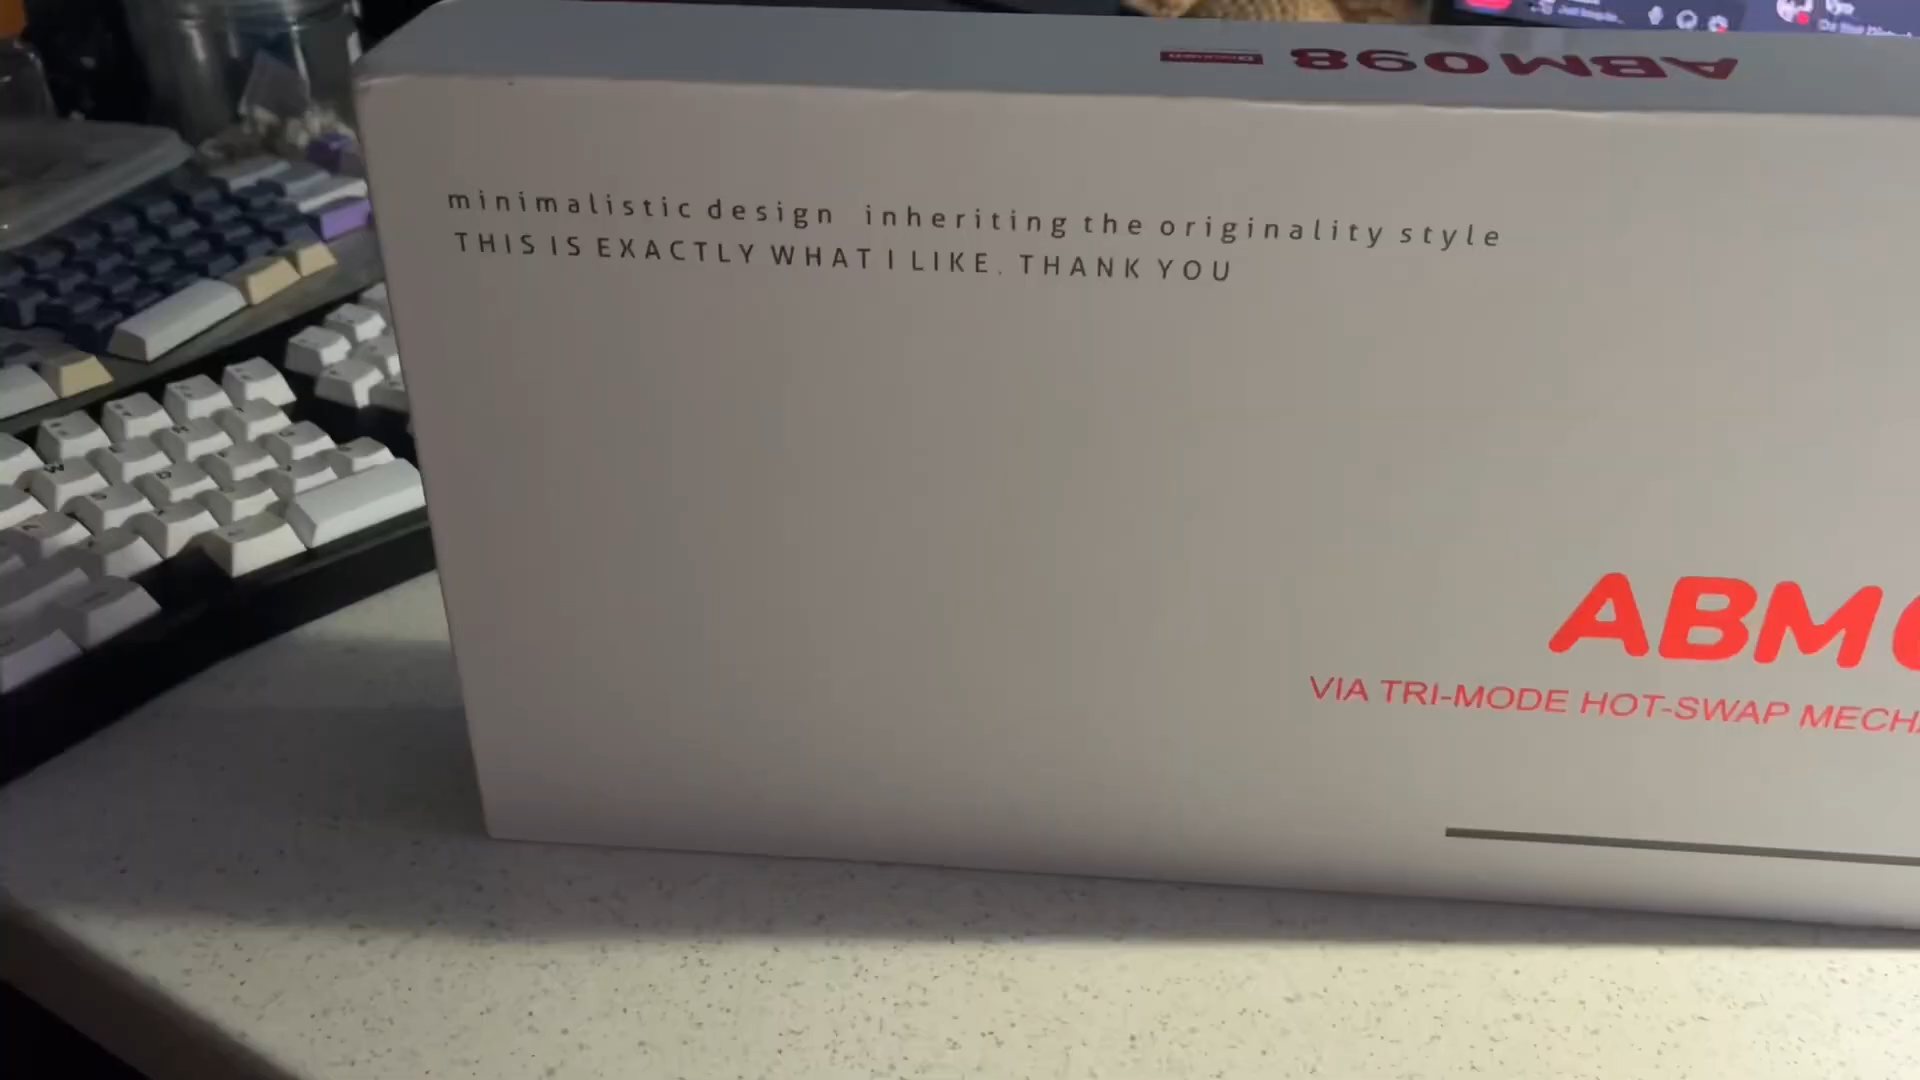 ABM098
minimalistic design inheriting the originality style
THIS IS EXACTLY WHAT I LIKE. THANK YOU
ABM
VIA TRI-MODE HOT-SWAP MECHA